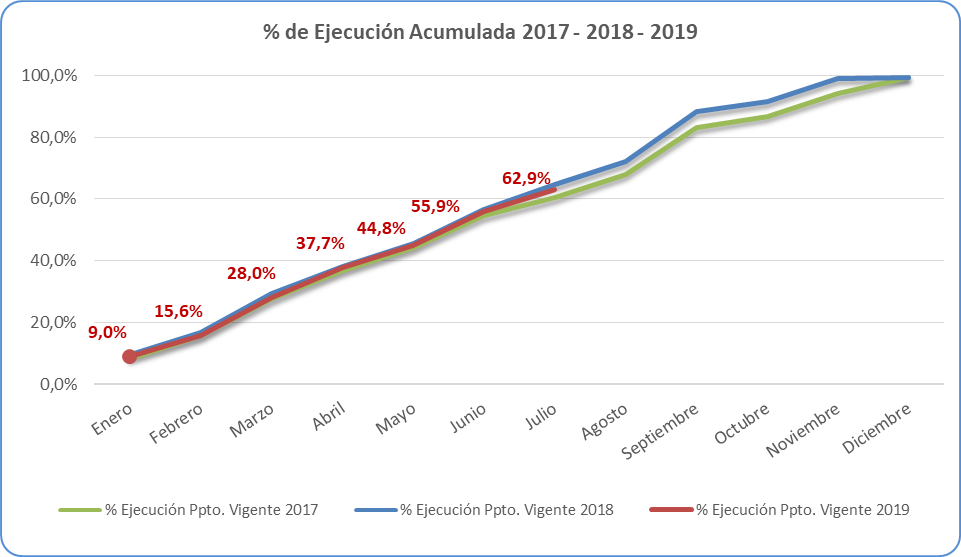 % de Ejecución Acumulada 2017 - 2018 - 2019
100,0%
80,0%
60,0%
40,0%
20,0%
0,0%
9,0%
15,6%
28,0%
37,7%
44,8%
55,9%
62,9%
Enero
Febrero
Marzo
Abril
Mayo
Junio
Julio
Agosto
Septiembre
Octubre
Noviembre
Diciembre
% Ejecución Ppto. Vigente 2017
% Ejecución Ppto. Vigente 2018
% Ejecución Ppto. Vigente 2019